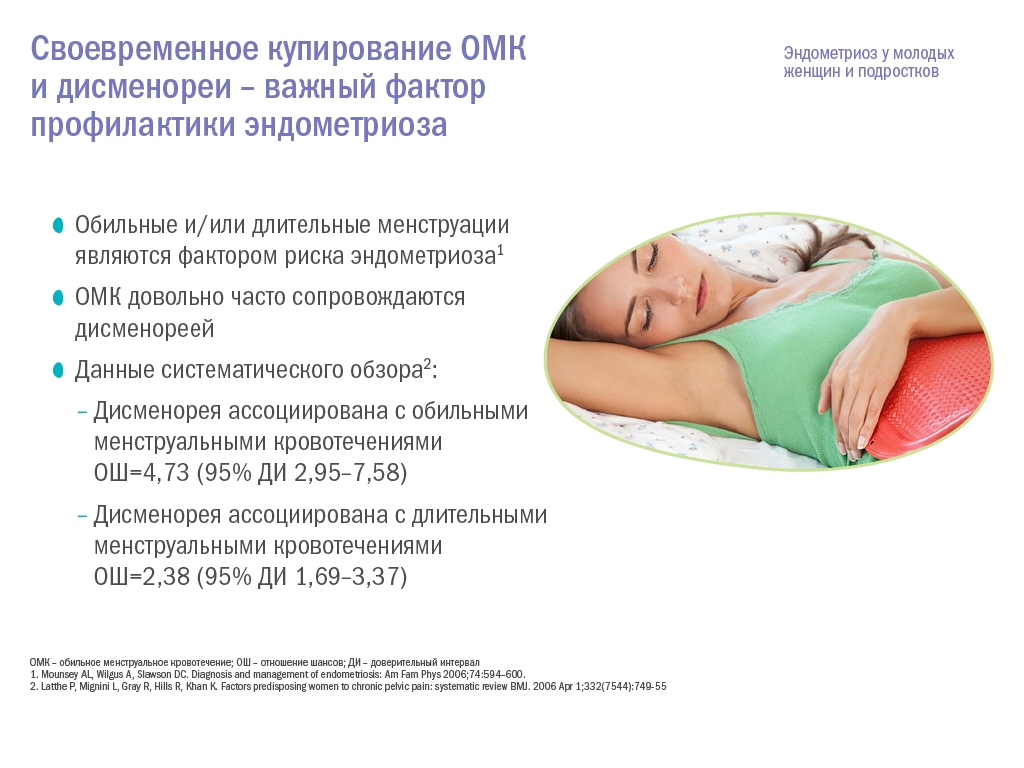 Своевременное купирование ОМК
и дисменореи – важный фактор
профилактики эндометриоза
Эндометриоз у молодых
женщин и подростков
Обильные и/или длительные менструации
являются фактором риска эндометриоза¹
ОМК довольно часто сопровождаются
дисменореей
Данные систематического обзора²:
– Дисменорея ассоциирована с обильными
менструальными кровотечениями
ОШ=4,73 (95% ДИ 2,95–7,58)
– Дисменорея ассоциирована с длительными
менструальными кровотечениями
ОШ=2,38 (95% ДИ 1,69–3,37)
ОМК – обильное менструальное кровотечение; ОШ – отношение шансов; ДИ – доверительный интервал
1. Mounsey AL, Wilgus A, Slawson DC. Diagnosis and management of endometriosis: Am Fam Phys 2006;74:594–600.
2. Latthe P, Mignini L, Gray R, Hills R, Khan K. Factors predisposing women to chronic pelvic pain: systematic review BMJ. 2006 Apr 1;332(7544):749-55